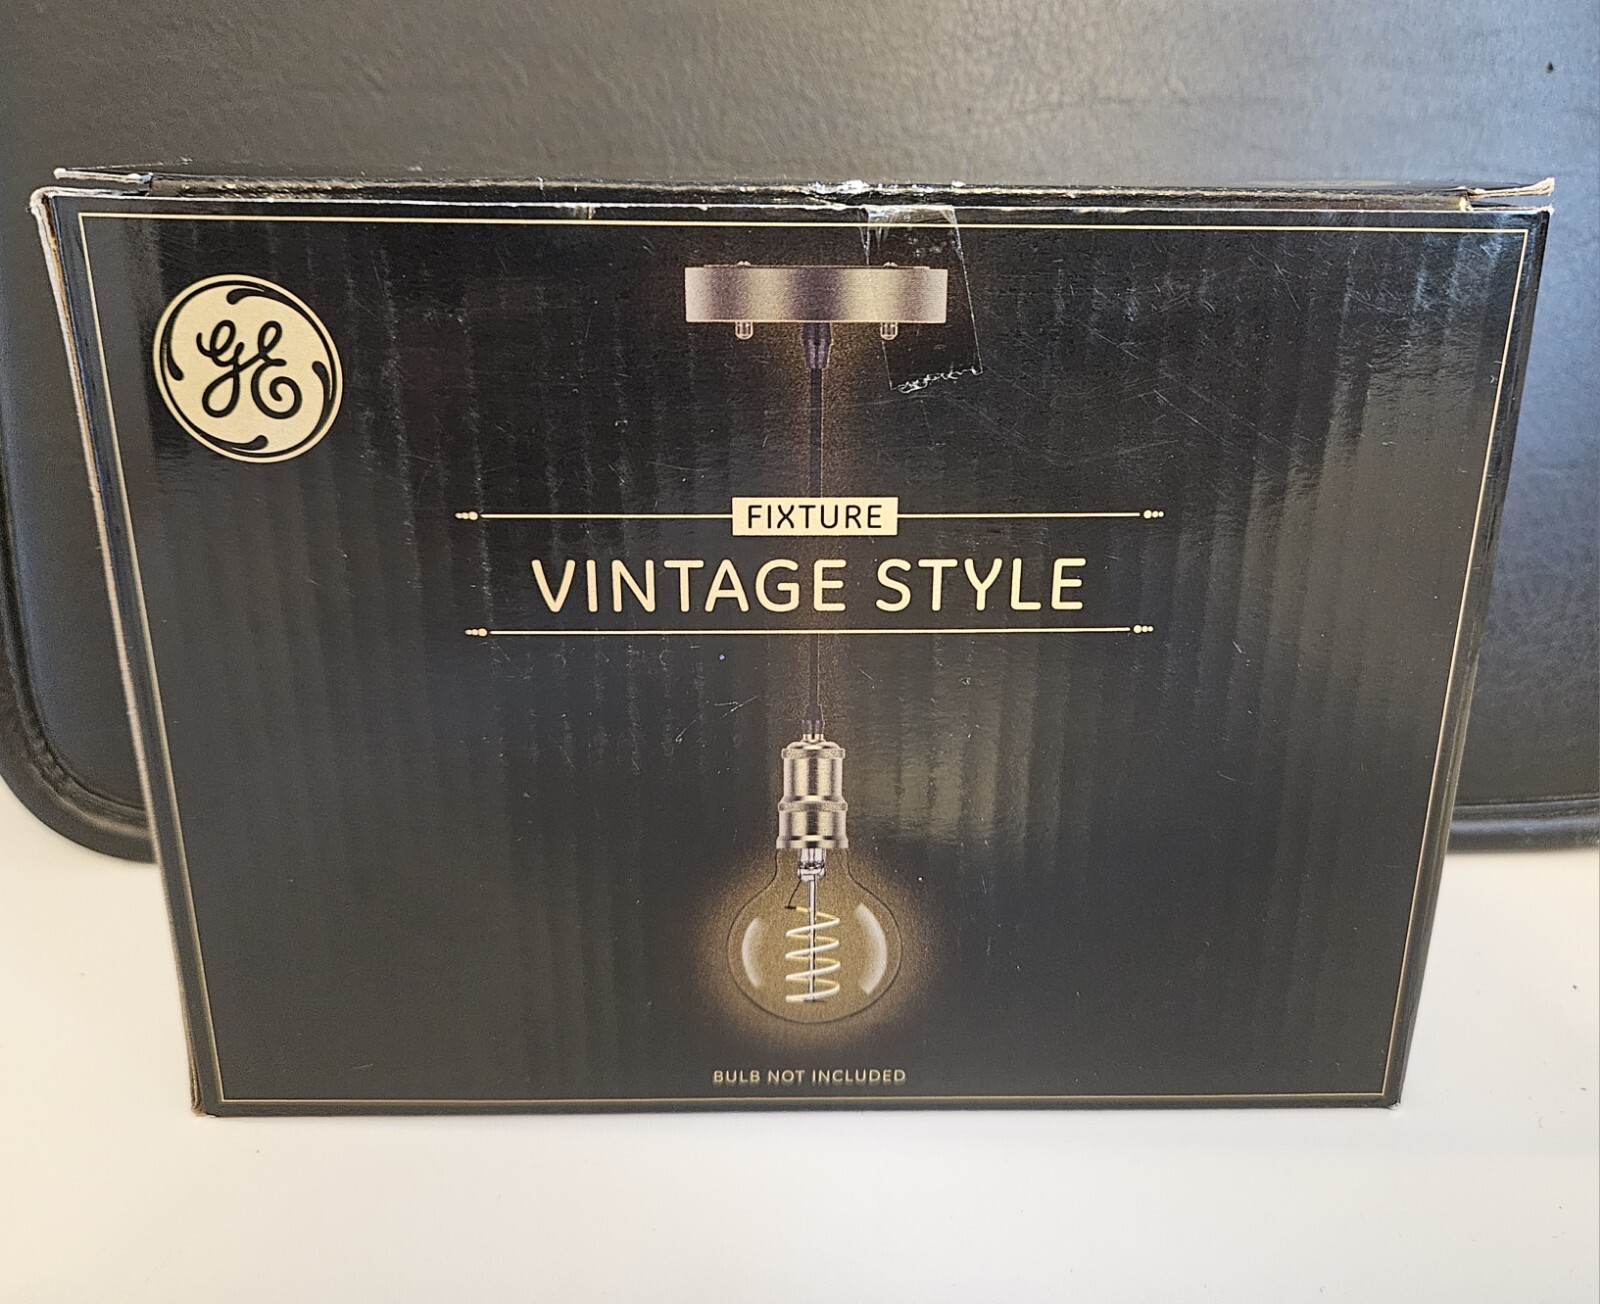 GE
FIXTURE
VINTAGE STYLE
BULB NOT INCLUDED